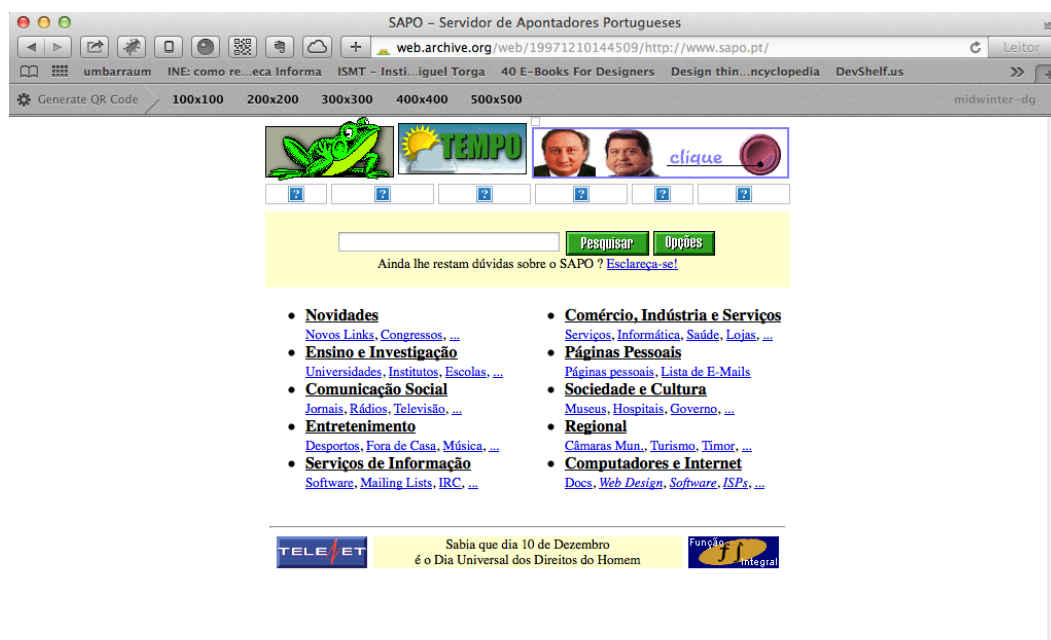 SAPO – Servidor de Apontadores Portugueses
web.archive.org/web/19971210144509/http://www.sapo.pt/
Leitor
umbarraum INE: como re...eca Informa ISMT – Insti...iguel Torga 40 E-Books For Designers Design thin...ncyclopedia DevShelf.us
Generate QR Code 100x100 200x200 300x300 400x400 500x500 midwinter-dg
TEMPO
clique
Pesquisar Opções
Ainda lhe restam dúvidas sobre o SAPO ? Esclareça-se!
Novidades
Novos Links, Congressos, ...
Ensino e Investigação
Universidades, Institutos, Escolas, ...
Comunicação Social
Jornais, Rádios, Televisão, ...
Entretenimento
Desportos, Fora de Casa, Música, ...
Serviços de Informação
Software, Mailing Lists, IRC, ...
Comércio, Indústria e Serviços
Serviços, Informática, Saúde, Lojas, ...
Páginas Pessoais
Páginas pessoais, Lista de E-Mails
Sociedade e Cultura
Museus, Hospitais, Governo, ...
Regional
Câmaras Mun., Turismo, Timor, ...
Computadores e Internet
Docs, Web Design, Software, ISPs, ...
TELENET
Sabia que dia 10 de Dezembro
é o Dia Universal dos Direitos do Homem
Função
Integral